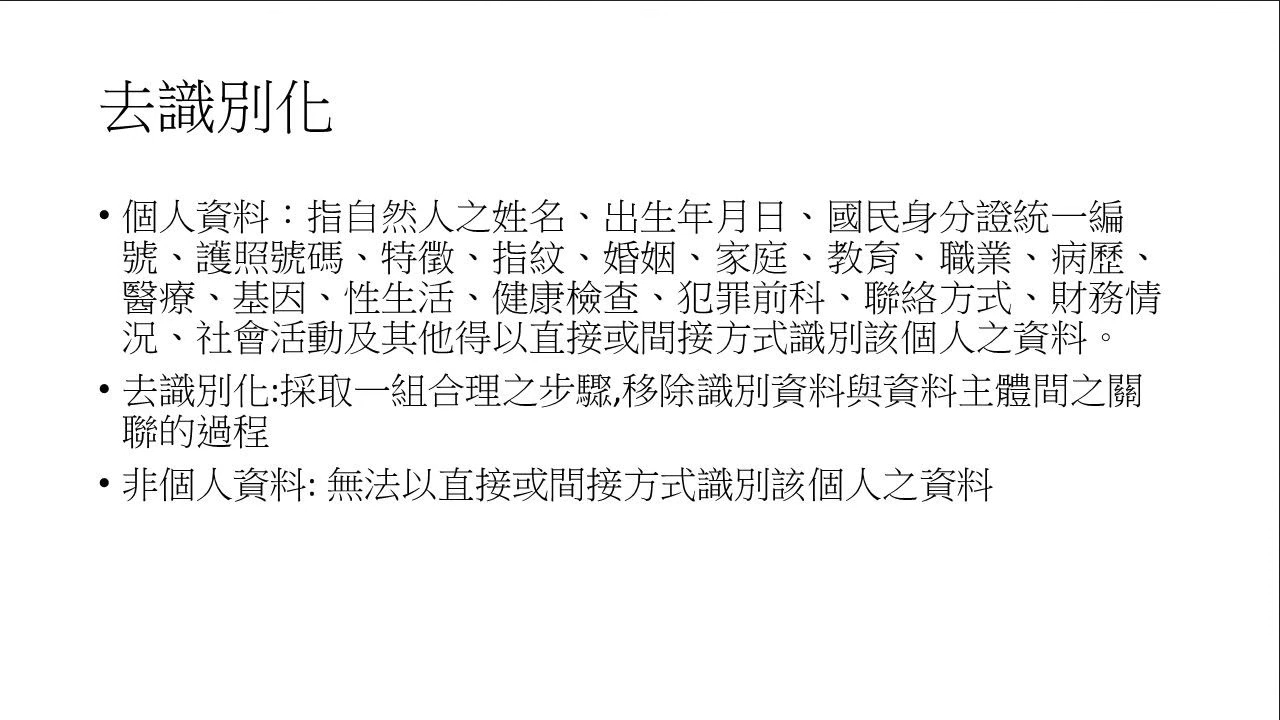 去識別化
• 個人資料：指自然人之姓名、出生年月日、國民身分證統一編
號、護照號碼、特徵、指紋、婚姻、家庭、教育、職業、病歷、
醫療、基因、性生活、健康檢查、犯罪前科、聯絡方式、財務情
況、社會活動及其他得以直接或間接方式識別該個人之資料。
• 去識別化:採取一組合理之步驟,移除識別資料與資料主體間之關
聯的過程
• 非個人資料: 無法以直接或間接方式識別該個人之資料